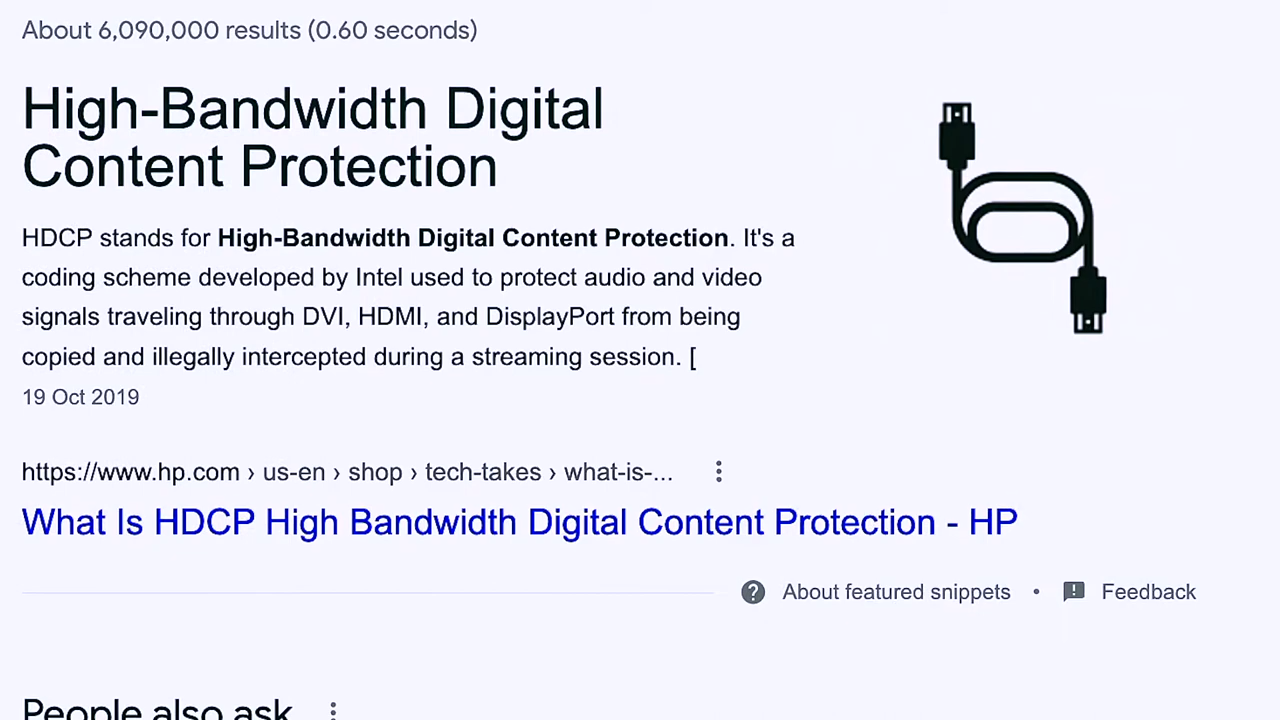 About 6,090,000 results (0.60 seconds)
High-Bandwidth Digital
Content Protection
HDCP stands for High-Bandwidth Digital Content Protection. It's a
coding scheme developed by Intel used to protect audio and video
signals traveling through DVI, HDMI, and DisplayPort from being
copied and illegally intercepted during a streaming session. [
19 Oct 2019
https://www.hp.com › us-en › shop › tech-takes › what-is-...
What Is HDCP High Bandwidth Digital Content Protection - HP
About featured snippets • Feedback
People also ask